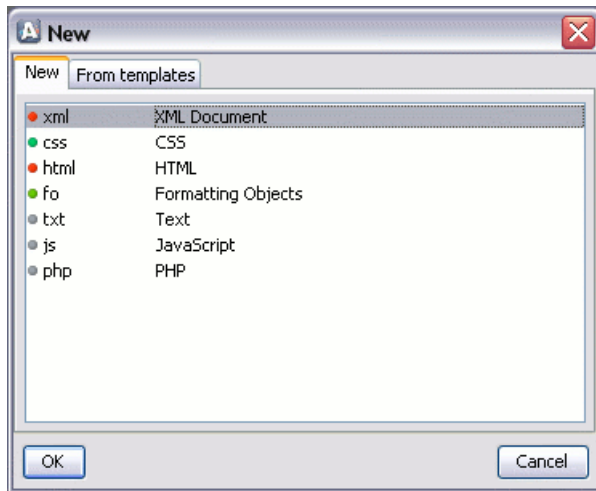 New
New From templates
xml XML Document
css CSS
html HTML
fo Formatting Objects
txt Text
js JavaScript
php PHP
OK Cancel